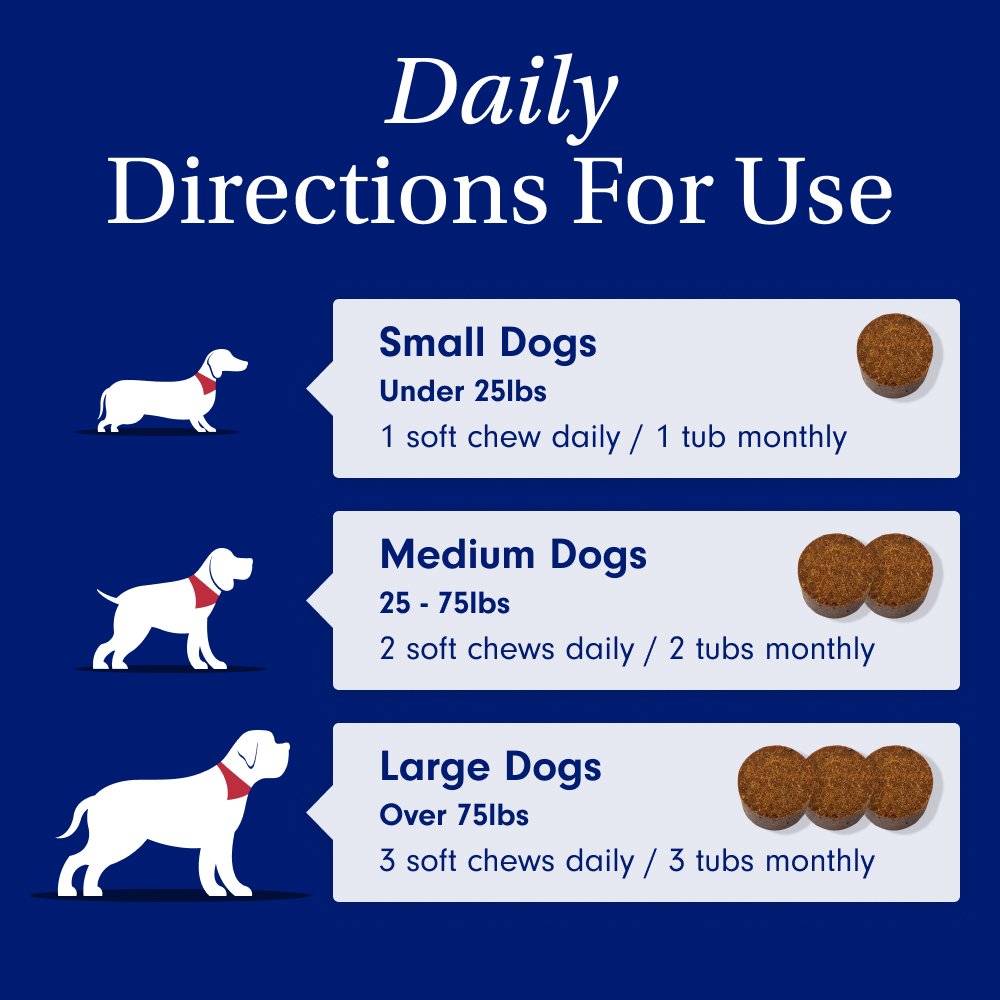 Daily
Directions For Use
Small Dogs
Under 25lbs
1 soft chew daily / 1 tub monthly
Medium Dogs
25 - 75lbs
2 soft chews daily / 2 tubs monthly
Large Dogs
Over 75lbs
3 soft chews daily / 3 tubs monthly